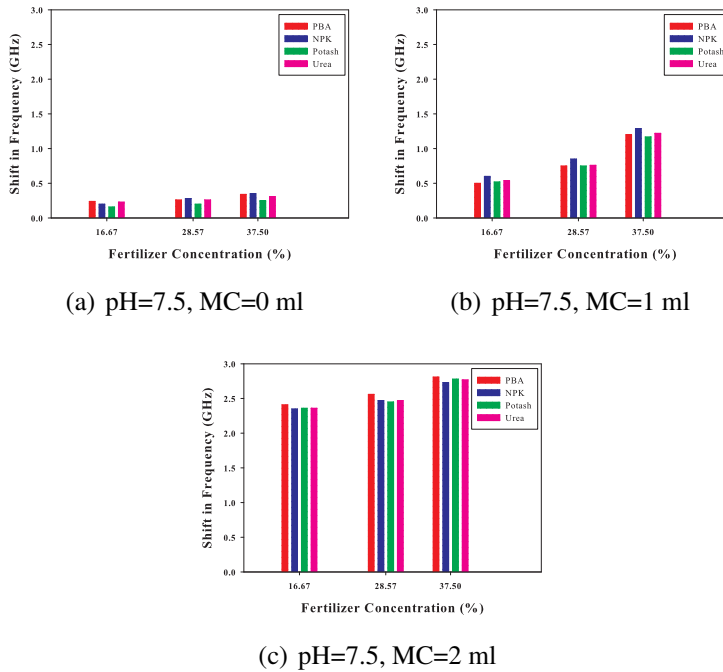 Shift in Frequency (GHz)
3.0
2.5
2.0
1.5
1.0
0.5
0.0
PBA
NPK
Potash
Urea
16.67 28.57 37.50
Fertilizer Concentration (%)
(a) pH=7.5, MC=0 ml
Shift in Frequency (GHz)
3.0
2.5
2.0
1.5
1.0
0.5
0.0
PBA
NPK
Potash
Urea
16.67 28.57 37.50
Fertilizer Concentration (%)
(b) pH=7.5, MC=1 ml
Shift in Frequency (GHz)
3.0
2.5
2.0
1.5
1.0
0.5
0.0
PBA
NPK
Potash
Urea
16.67 28.57 37.50
Fertilizer Concentration (%)
(c) pH=7.5, MC=2 ml